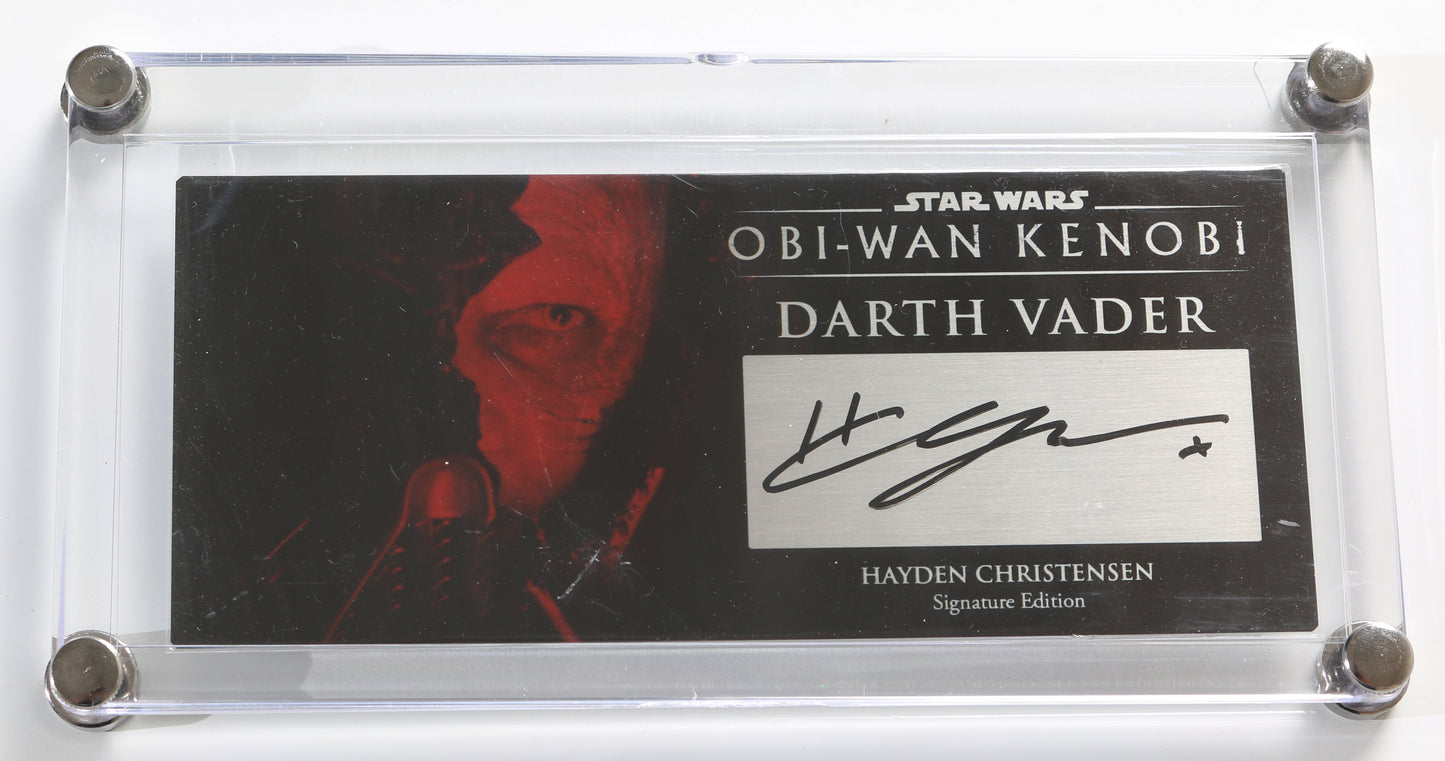 STAR WARS
OBI-WAN KENOBI
DARTH VADER
HAYDEN CHRISTENSEN
Signature Edition